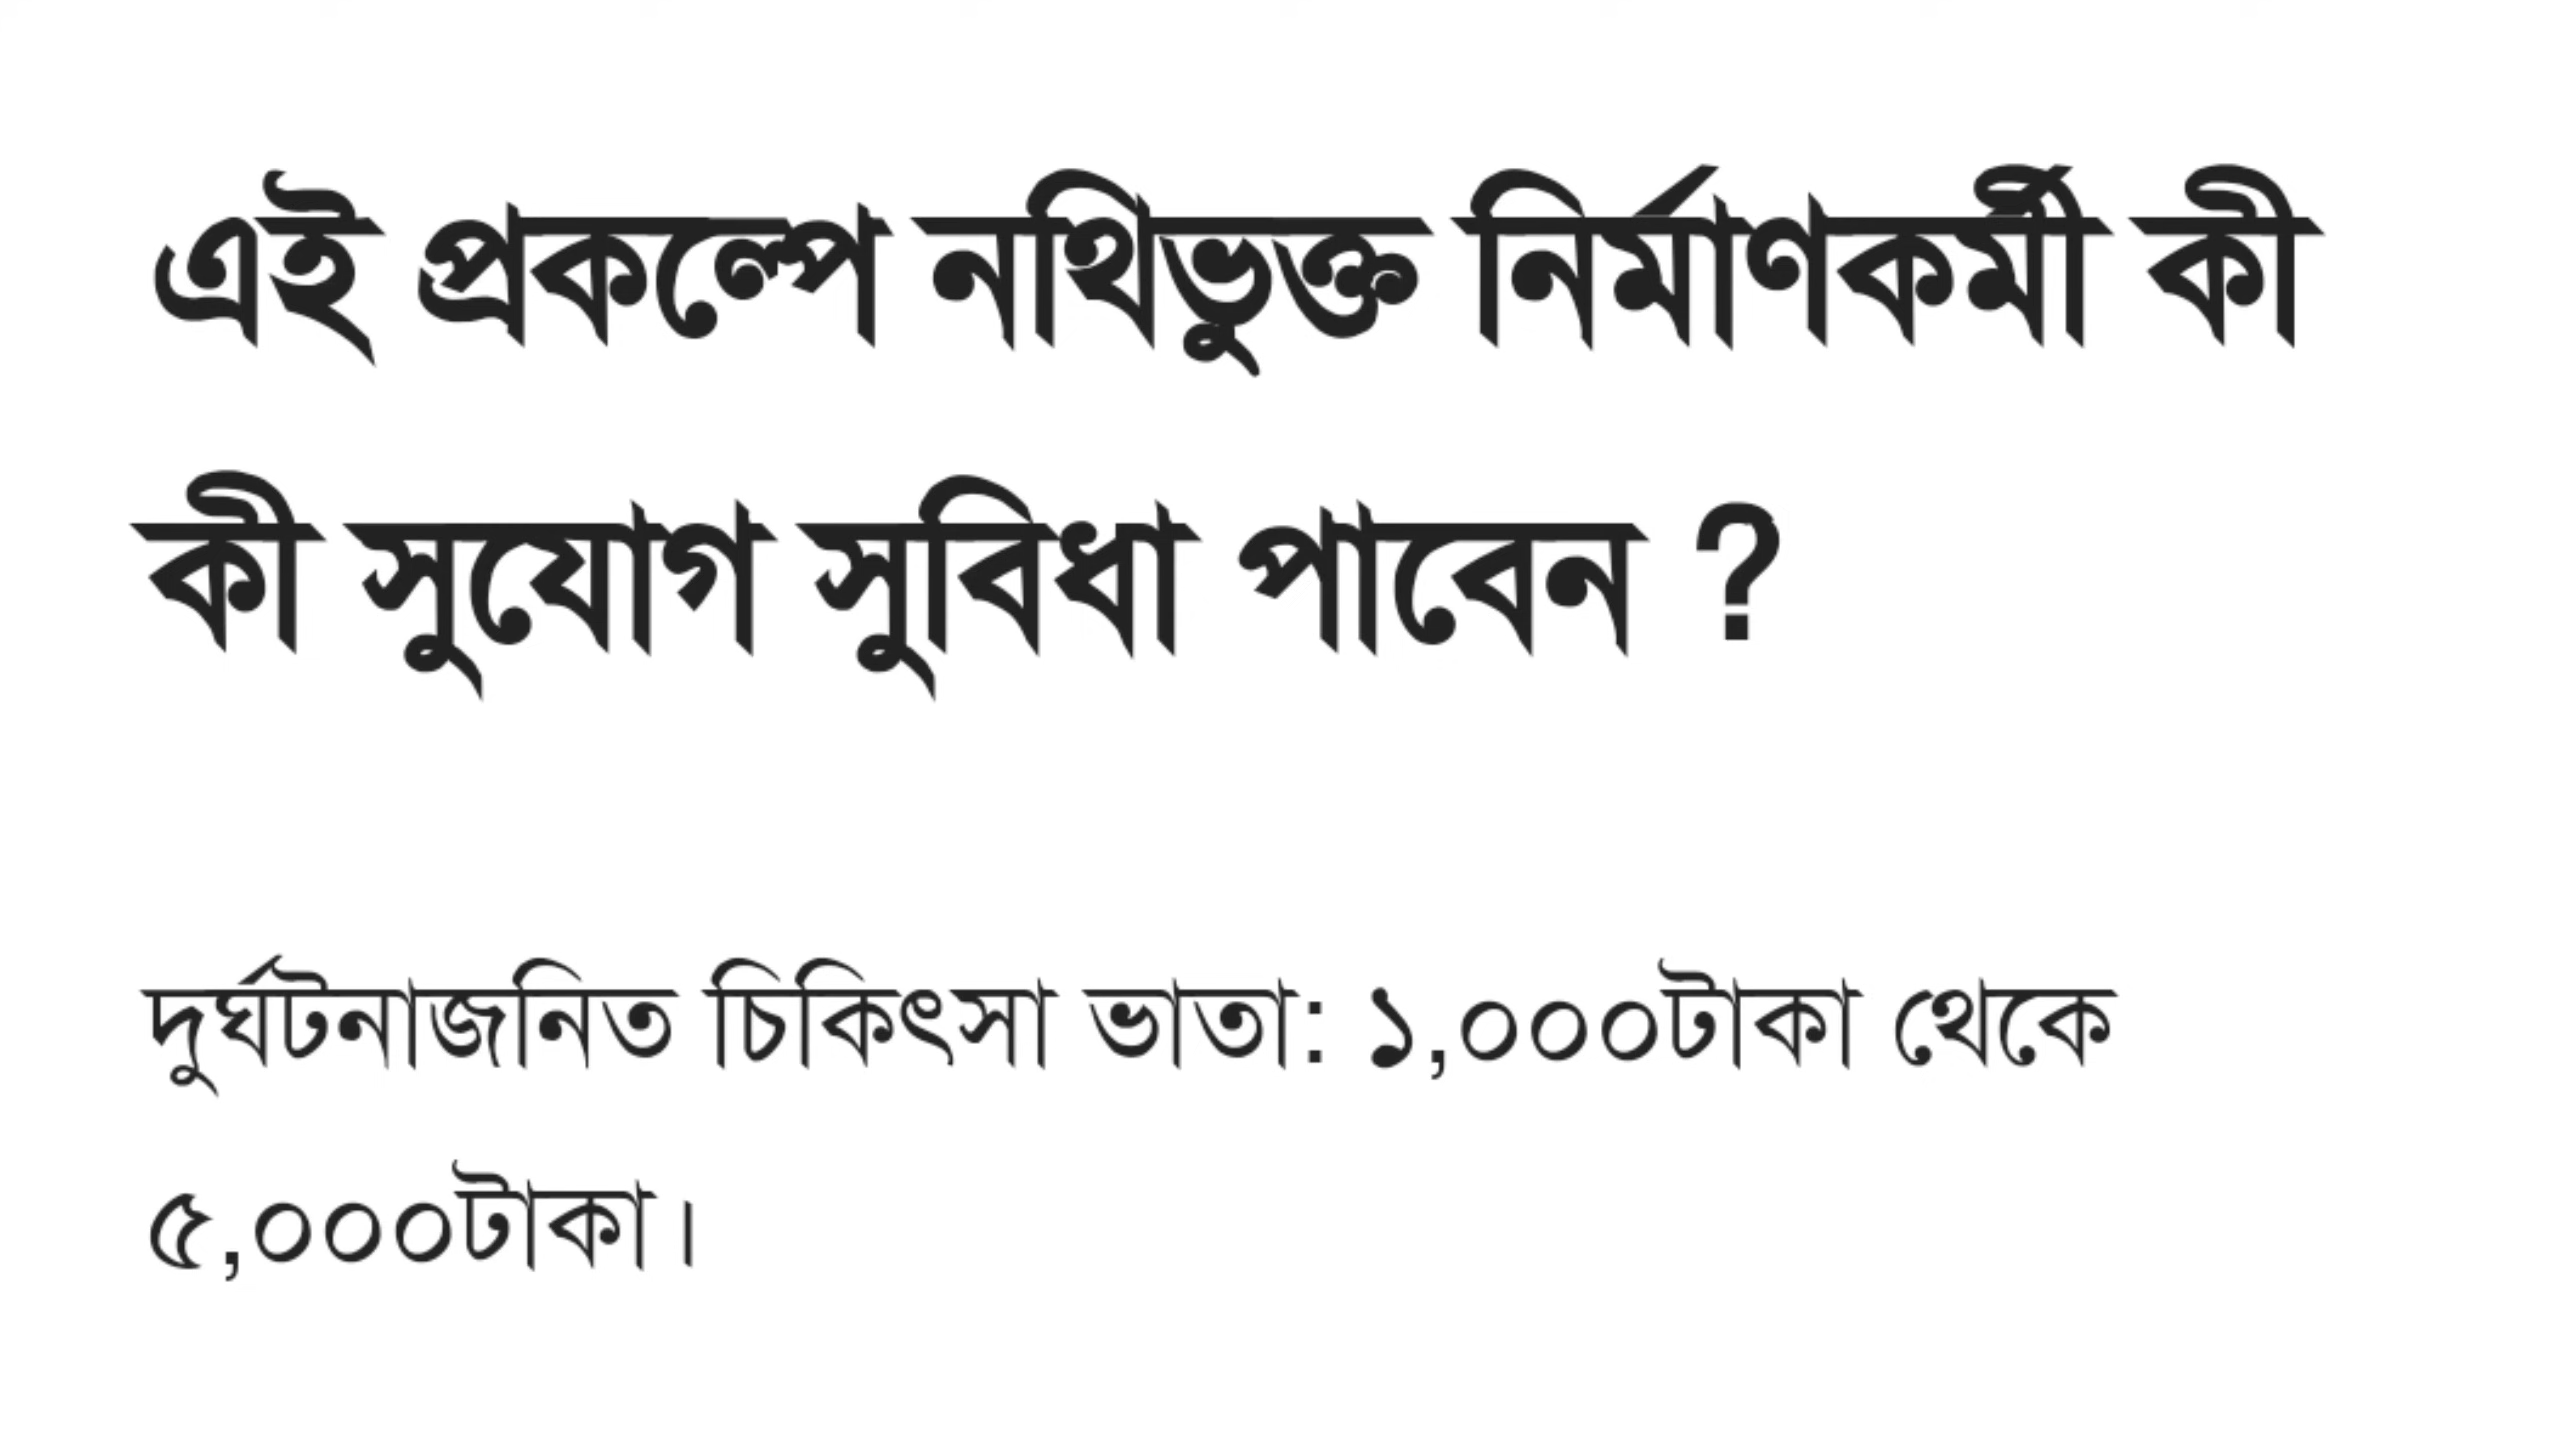 এই প্রকল্পে নথিভুক্ত নির্মাণকর্মী কী
কী সুযোগ সুবিধা পাবেন ?
দুর্ঘটনাজনিত চিকিৎসা ভাতা: ১,০০০টাকা থেকে
৫,০০০টাকা।